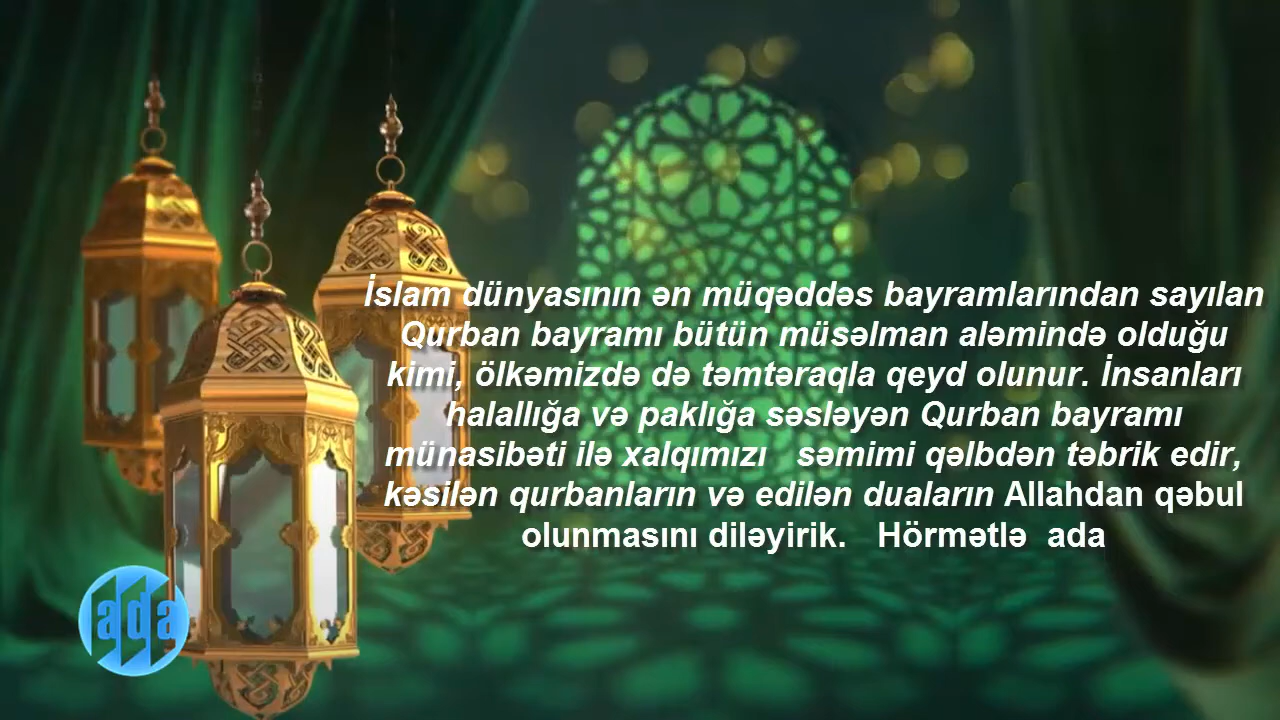 İslam dünyasının ən müqəddəs bayramlarından sayılan
Qurban bayramı bütün müsəlman aləmində olduğu
kimi, ölkəmizdə də təmtəraqla qeyd olunur. İnsanları
halallığa və paklığa səsləyən Qurban bayramı
münasibəti ilə xalqımızı   səmimi qəlbdən təbrik edir,
kəsilən qurbanların və edilən duaların Allahdan qəbul
olunmasını diləyirik.   Hörmətlə  ada
ada